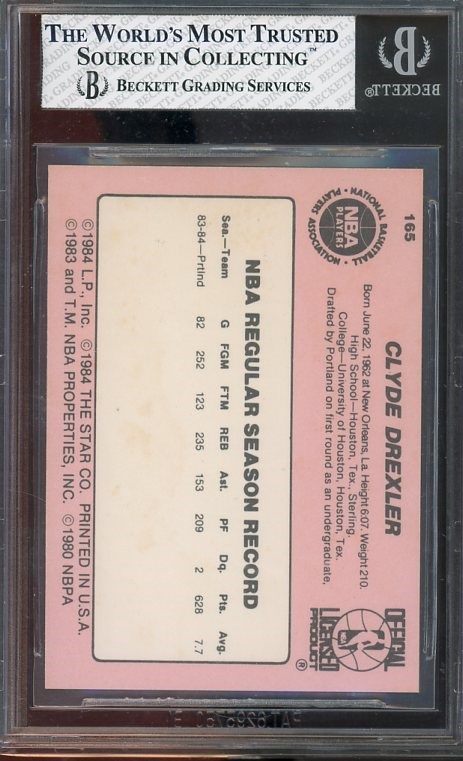 THE WORLD'S MOST TRUSTED
SOURCE IN COLLECTING™
B BECKETT GRADING SERVICES
B
BECKETT®
165
NATIONAL BASKETBALL
NBA
PLAYERS
PLAYERS ASSOCIATION
CLYDE DREXLER
Born June 22, 1962 at New Orleans, La. Height 6:07. Weight 210.
High School—Houston, Tex., Sterling.
College—University of Houston, Houston, Tex.
Drafted by Portland on first round as an undergraduate,
OFFICIAL
LICENSED
PRODUCT
®
NBA REGULAR SEASON RECORD
Sea.—Team G FGM FTM REB Ast. PF Dq. Pts. Avg.
83-84—Prtlnd 82 252 123 235 153 209 2 628 7.7
©1984 L.P., Inc. ©1984 THE STAR CO. PRINTED IN U.S.A.
©1983 and T.M. NBA PROPERTIES, INC. ©1980 NBPA